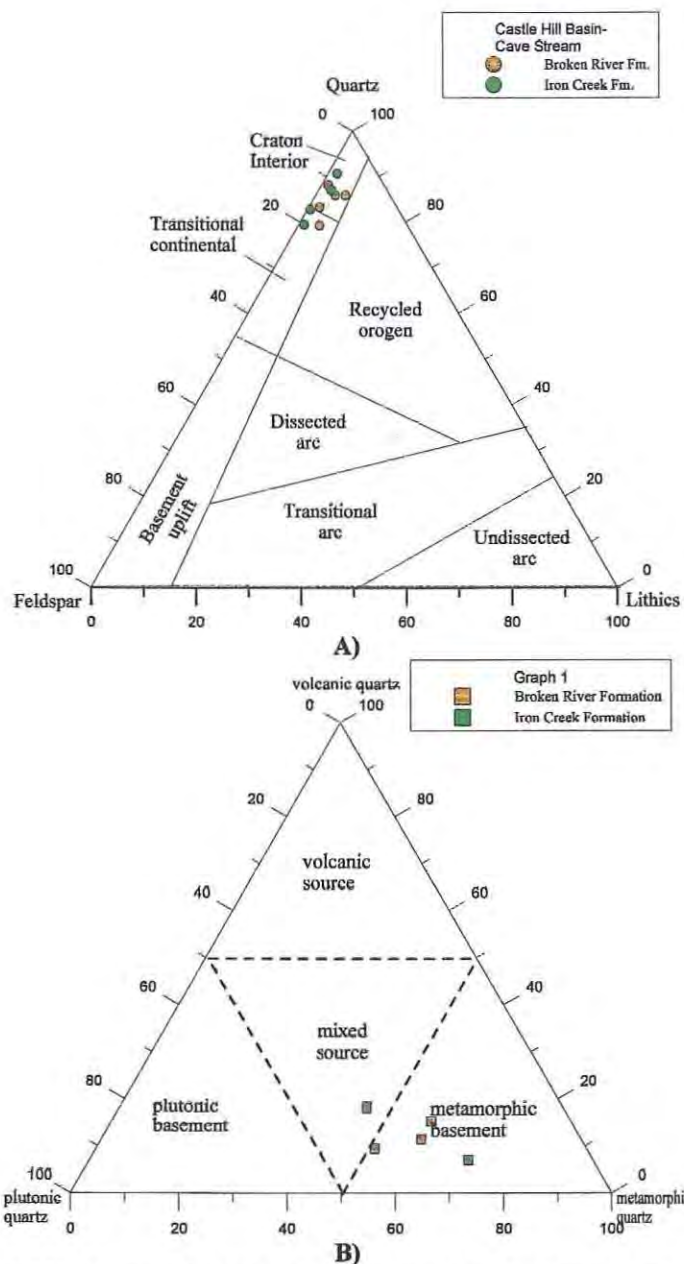 Castle Hill Basin-
Cave Stream
Broken River Fm.
Iron Creek Fm.
Quartz
0 100
Craton
Interior
80
20
Transitional
continental
40
60
Recycled
orogen
60
40
Dissected
arc
80
20
Basement
uplift
Transitional
arc
Undissected
arc
100
0
Feldspar
Lithics
0 20 40 60 80 100
A)
Graph 1
Broken River Formation
Iron Creek Formation
volcanic quartz
0 100
20
80
volcanic
source
40
60
60
40
mixed
source
80
20
plutonic
basement
metamorphic
basement
100
0
plutonic
quartz
metamorphic
quartz
0 20 40 60 80 100
B)